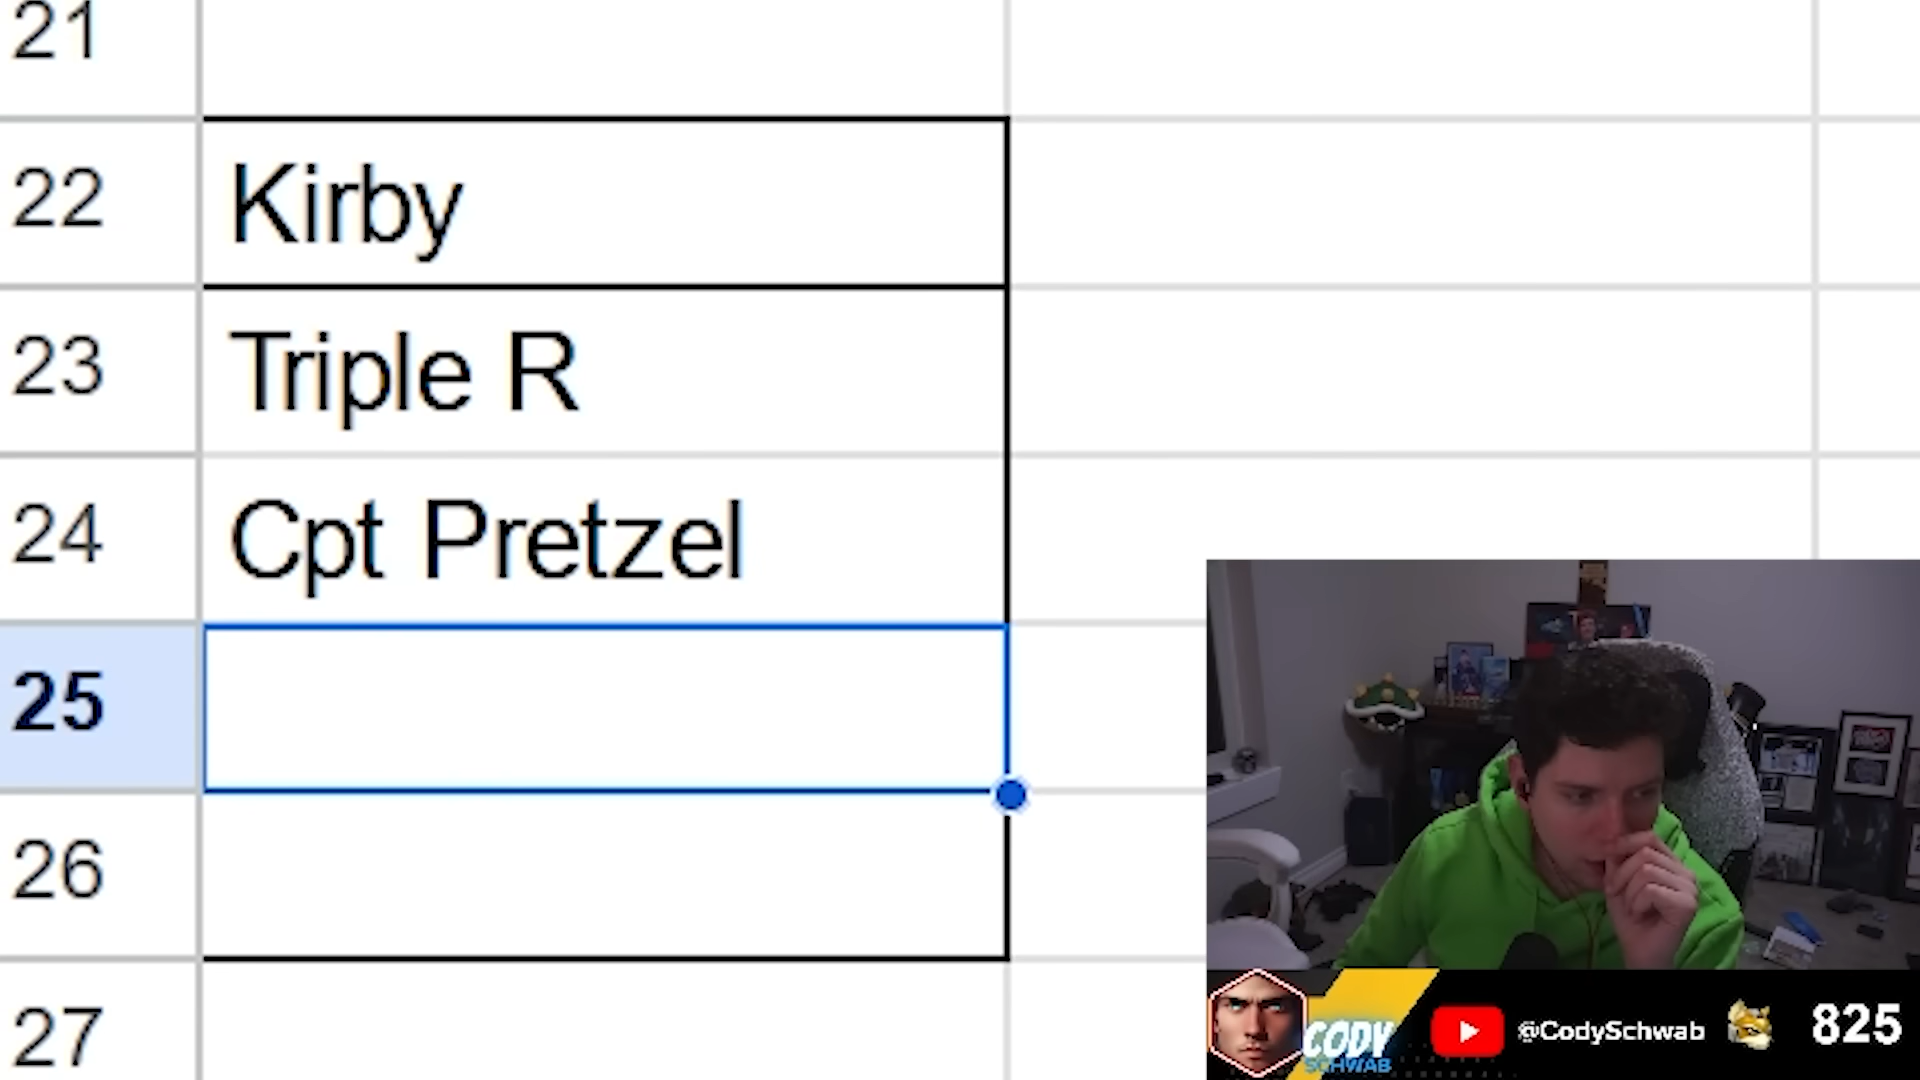 21
22
Kirby
23
Triple R
24
Cpt Pretzel
25
26
27
CODY
SCHWAB
@CodySchwab
825